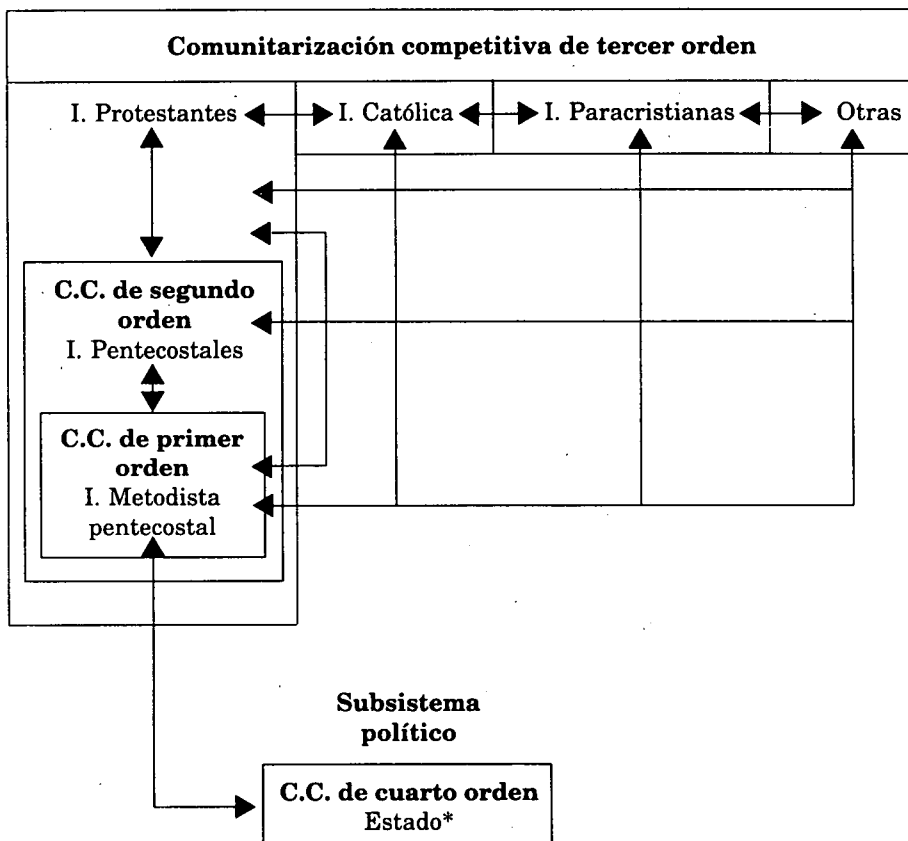 Comunitarización competitiva de tercer orden
I. Protestantes
I. Católica
I. Paracristianas
Otras
C.C. de segundo
orden
I. Pentecostales
C.C. de primer
orden
I. Metodista
pentecostal
Subsistema
político
C.C. de cuarto orden
Estado*